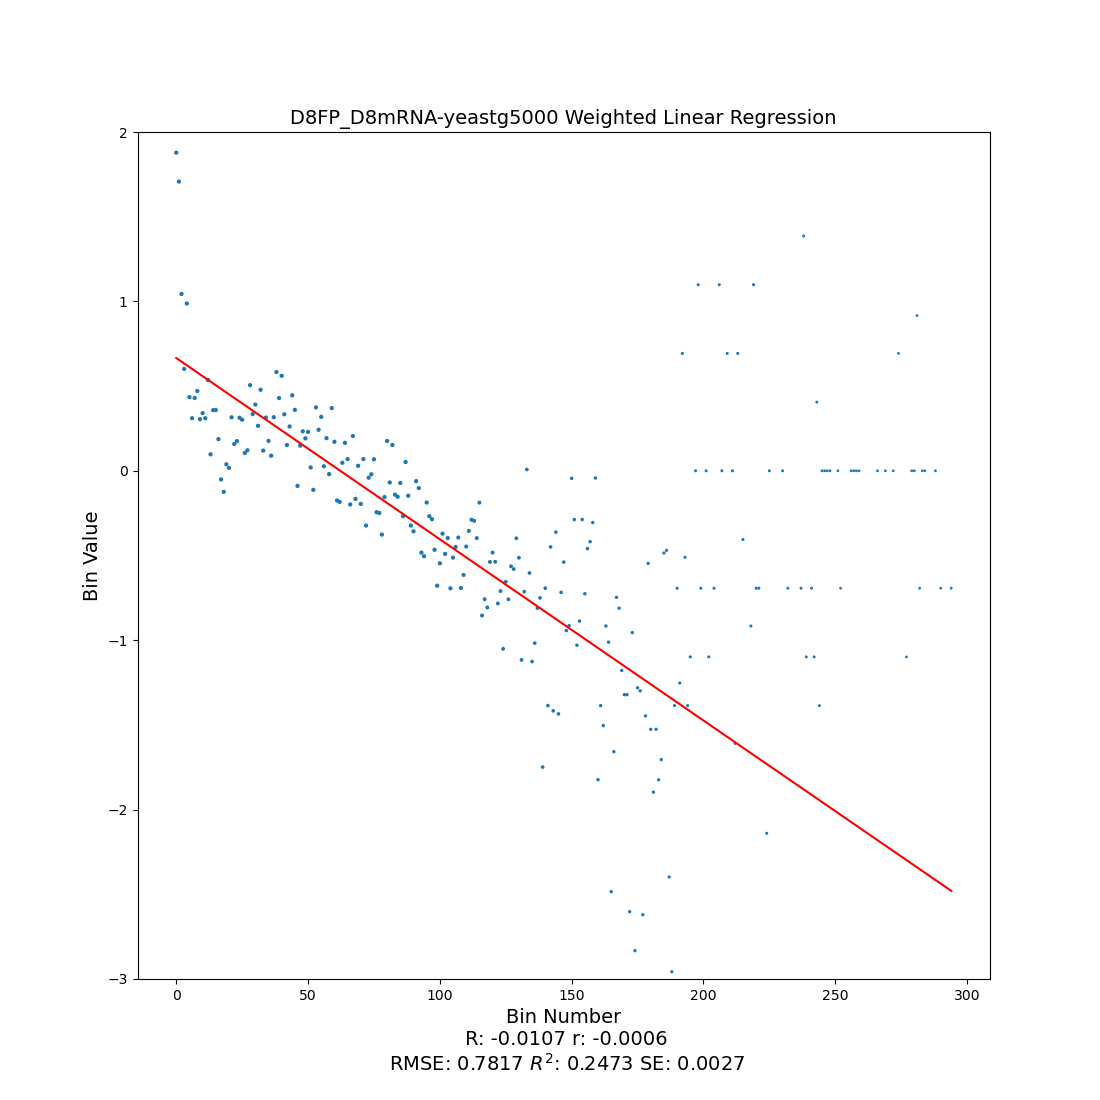 D8FP_D8mRNA-yeastg5000 Weighted Linear Regression
2
1
0
−1
−2
−3
Bin Value
0 50 100 150 200 250 300
Bin Number
R: -0.0107 r: -0.0006
RMSE: 0.7817 R²: 0.2473 SE: 0.0027